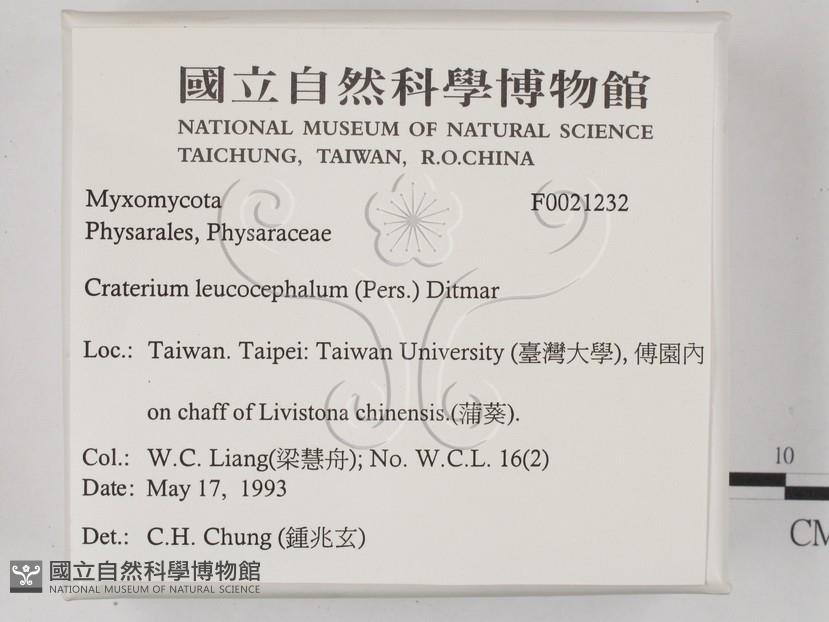 國立自然科學博物館
NATIONAL MUSEUM OF NATURAL SCIENCE
TAICHUNG, TAIWAN, R.O.CHINA
Myxomycota F0021232
Physarales, Physaraceae
Craterium leucocephalum (Pers.) Ditmar
Loc.: Taiwan. Taipei: Taiwan University (臺灣大學), 傅園內
on chaff of Livistona chinensis.(蒲葵).
Col.: W.C. Liang(梁慧舟); No. W.C.L. 16(2)
Date: May 17, 1993
Det.: C.H. Chung (鍾兆玄)
10
CM
國立自然科學博物館
NATIONAL MUSEUM OF NATURAL SCIENCE